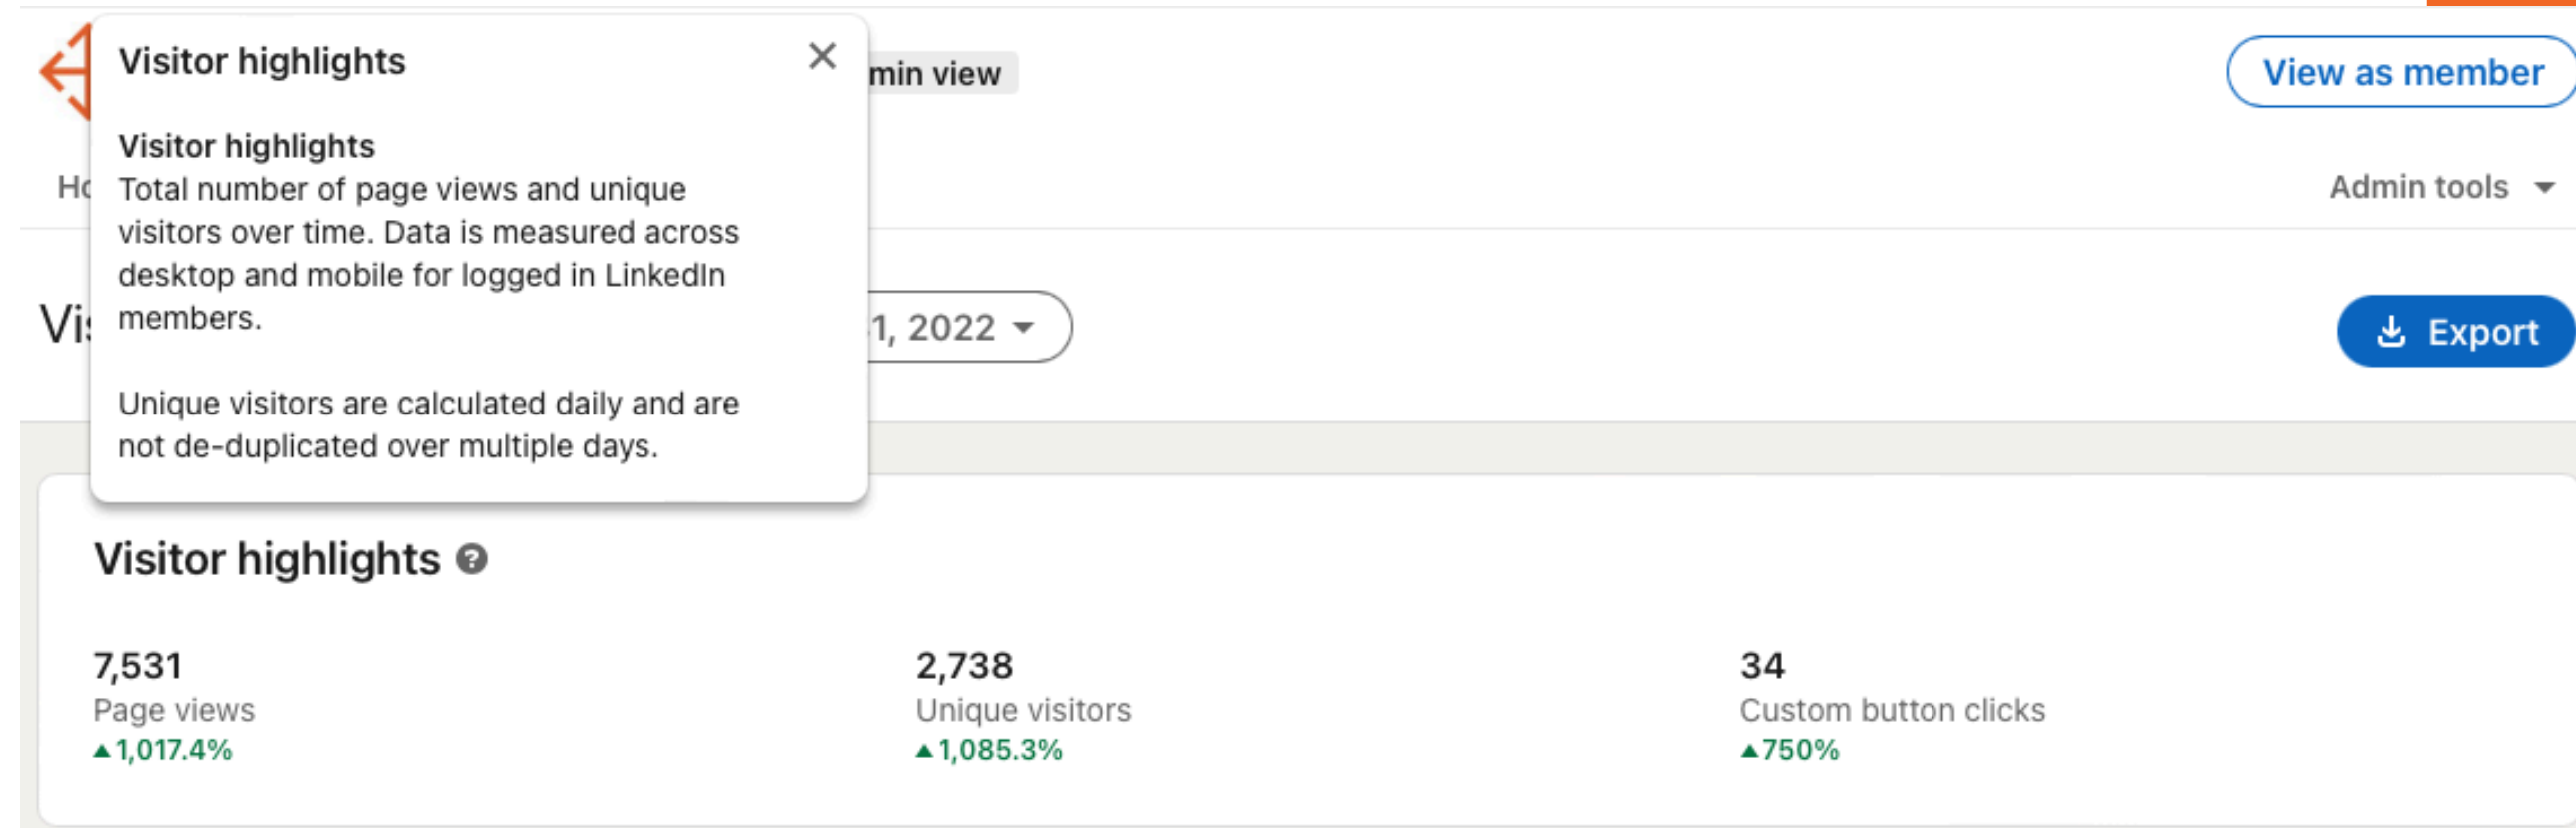 Visitor highlights
min view
View as member
Visitor highlights
Total number of page views and unique
visitors over time. Data is measured across
desktop and mobile for logged in LinkedIn
members.
Admin tools
1, 2022
Export
Unique visitors are calculated daily and are
not de-duplicated over multiple days.
Visitor highlights
7,531
Page views
1,017.4%
2,738
Unique visitors
1,085.3%
34
Custom button clicks
750%